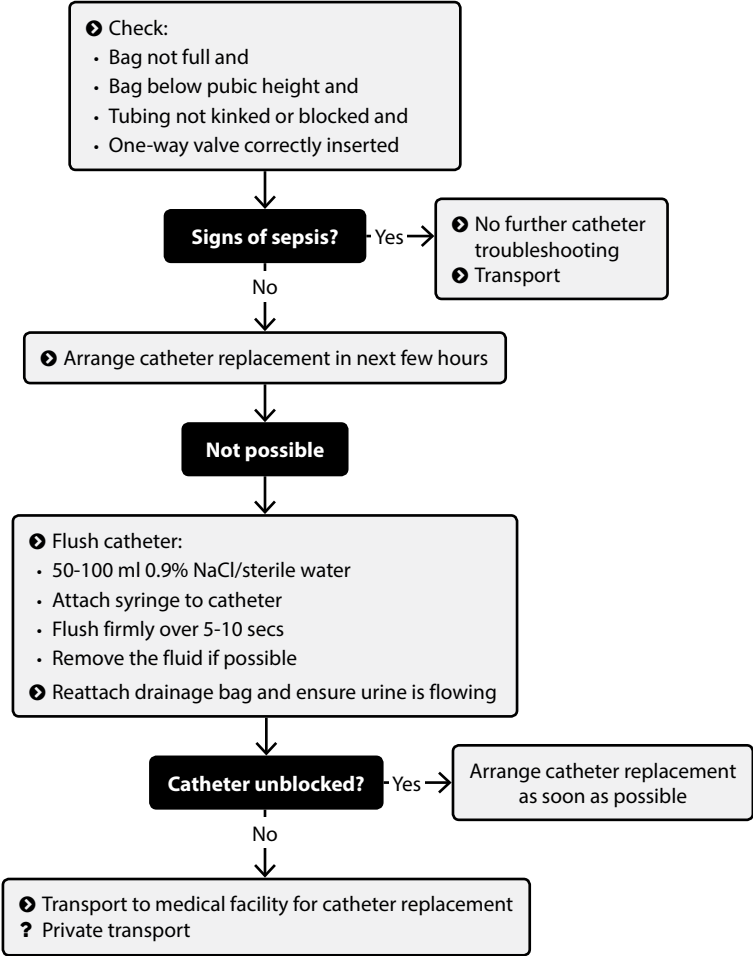 Check:
• Bag not full and
• Bag below pubic height and
• Tubing not kinked or blocked and
• One-way valve correctly inserted
Signs of sepsis?
Yes
No further catheter
troubleshooting
Transport
No
Arrange catheter replacement in next few hours
Not possible
Flush catheter:
• 50-100 ml 0.9% NaCl/sterile water
• Attach syringe to catheter
• Flush firmly over 5-10 secs
• Remove the fluid if possible
Reattach drainage bag and ensure urine is flowing
Catheter unblocked?
Yes
Arrange catheter replacement
as soon as possible
No
Transport to medical facility for catheter replacement
? Private transport